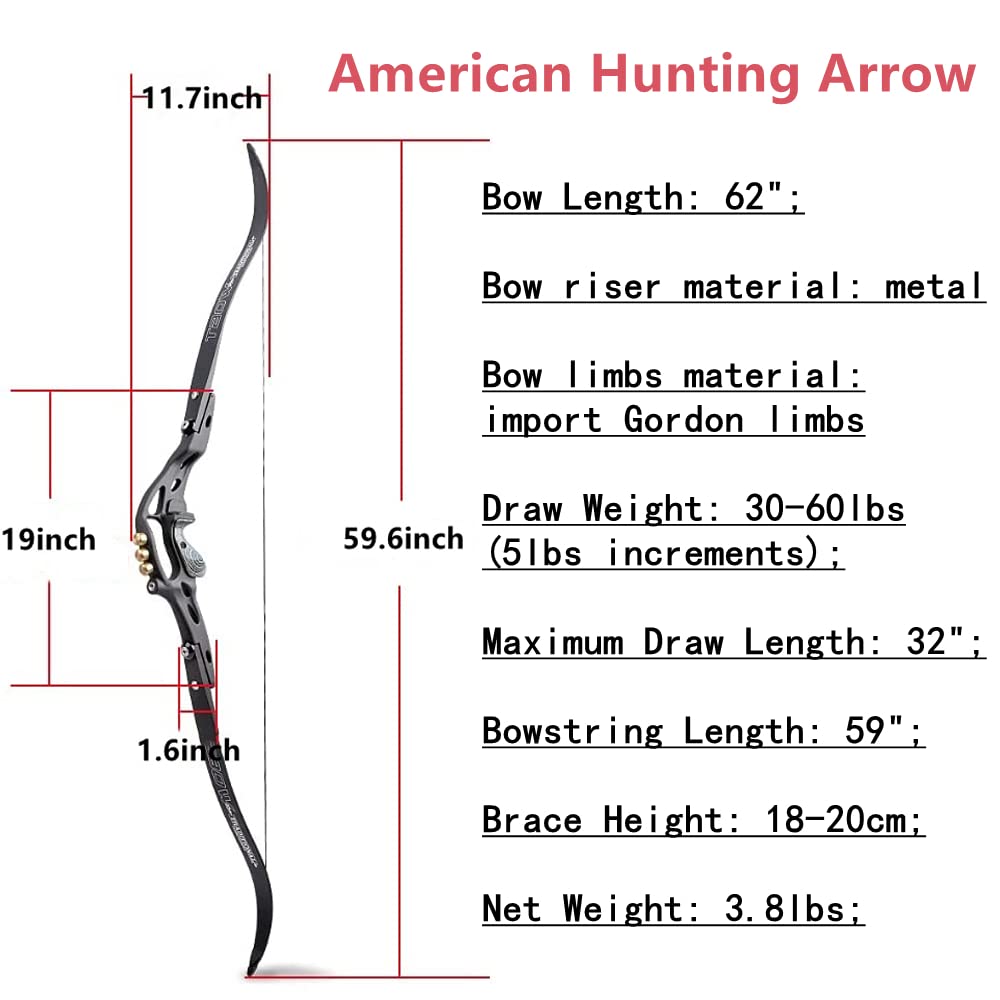 American Hunting Arrow
11.7inch
Bow Length: 62";
Bow riser material: metal
Bow limbs material:
import Gordon limbs
Draw Weight: 30-60lbs
(5lbs increments);
19inch
59.6inch
Maximum Draw Length: 32";
Bowstring Length: 59";
1.6inch
Brace Height: 18-20cm;
Net Weight: 3.8lbs;